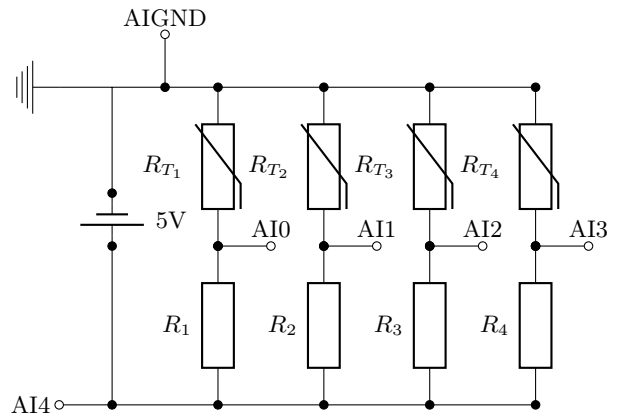 AIGND
R_{T_1} R_{T_2} R_{T_3} R_{T_4}
5V AI0 AI1 AI2 AI3
R_1 R_2 R_3 R_4
AI4